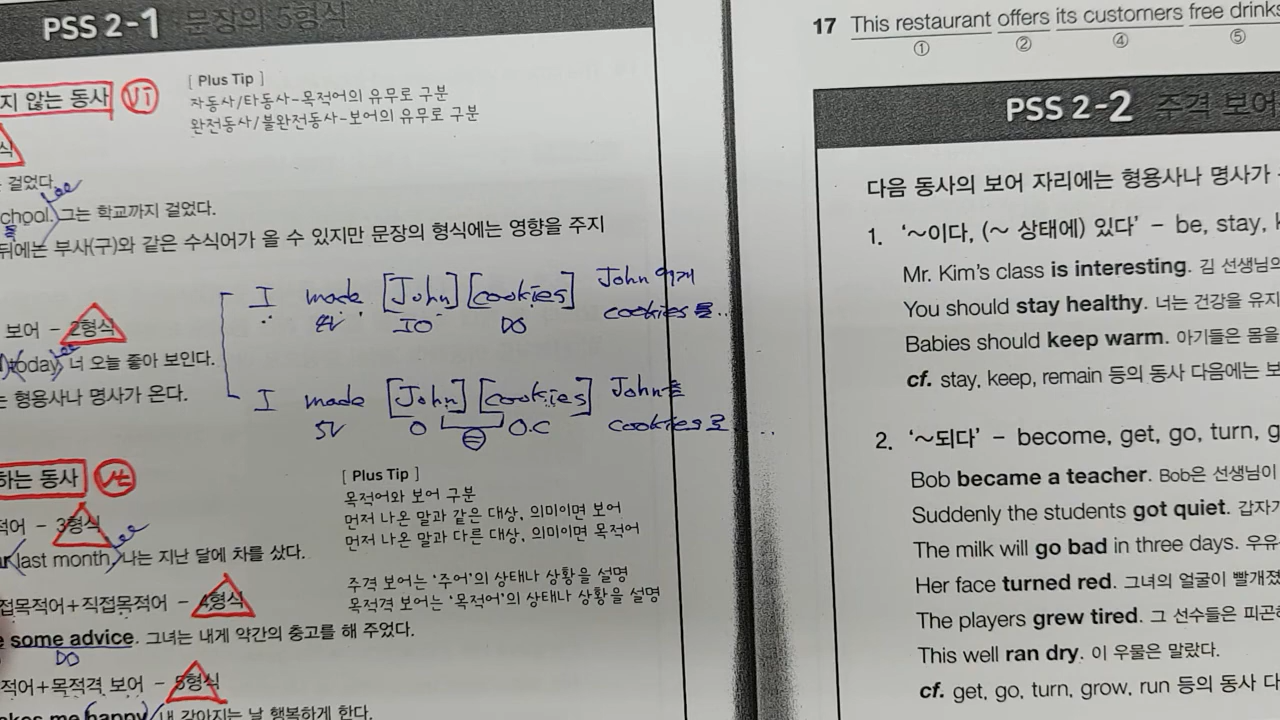 PSS 2-1 문장의 5형식
[ Plus Tip ]
자동사/타동사-목적어의 유무로 구분
완전동사/불완전동사-보어의 유무로 구분
지 않는 동사 Vi
식
걸었다.
chool. 그는 학교까지 걸었다.
뒤에는 부사(구)와 같은 수식어가 올 수 있지만 문장의 형식에는 영향을 주지
I made [John] [cookies] John에게
4V IO DO cookies를...
보어 - 2형식
today, 너 오늘 좋아 보인다.
는 형용사나 명사가 온다.
I made [John] [cookies] John을
5V O = O.C cookies로....
하는 동사 Vt
[ Plus Tip ]
목적어와 보어 구분
먼저 나온 말과 같은 대상, 의미이면 보어
먼저 나온 말과 다른 대상, 의미이면 목적어
적어 - 3형식
last month, 나는 지난 달에 차를 샀다.
주격 보어는 '주어'의 상태나 상황을 설명
목적격 보어는 '목적어'의 상태나 상황을 설명
접목적어+직접목적어 - 4형식
some advice. 그녀는 내게 약간의 충고를 해 주었다.
DO
적어+목적격 보어 - 5형식
akes me happy
17 This restaurant offers its customers free drinks
① ② ④ ⑤
PSS 2-2 주격 보어
다음 동사의 보어 자리에는 형용사나 명사가
1. '~이다, (~ 상태에) 있다' - be, stay,
Mr. Kim's class is interesting. 김 선생님의
You should stay healthy. 너는 건강을 유지
Babies should keep warm. 아기들은 몸을
cf. stay, keep, remain 등의 동사 다음에는 보
2. '~되다' - become, get, go, turn, g
Bob became a teacher. Bob은 선생님이
Suddenly the students got quiet. 갑자기
The milk will go bad in three days. 우유
Her face turned red. 그녀의 얼굴이 빨개졌
The players grew tired. 그 선수들은 피곤
This well ran dry. 이 우물은 말랐다.
cf. get, go, turn, grow, run 등의 동사 다